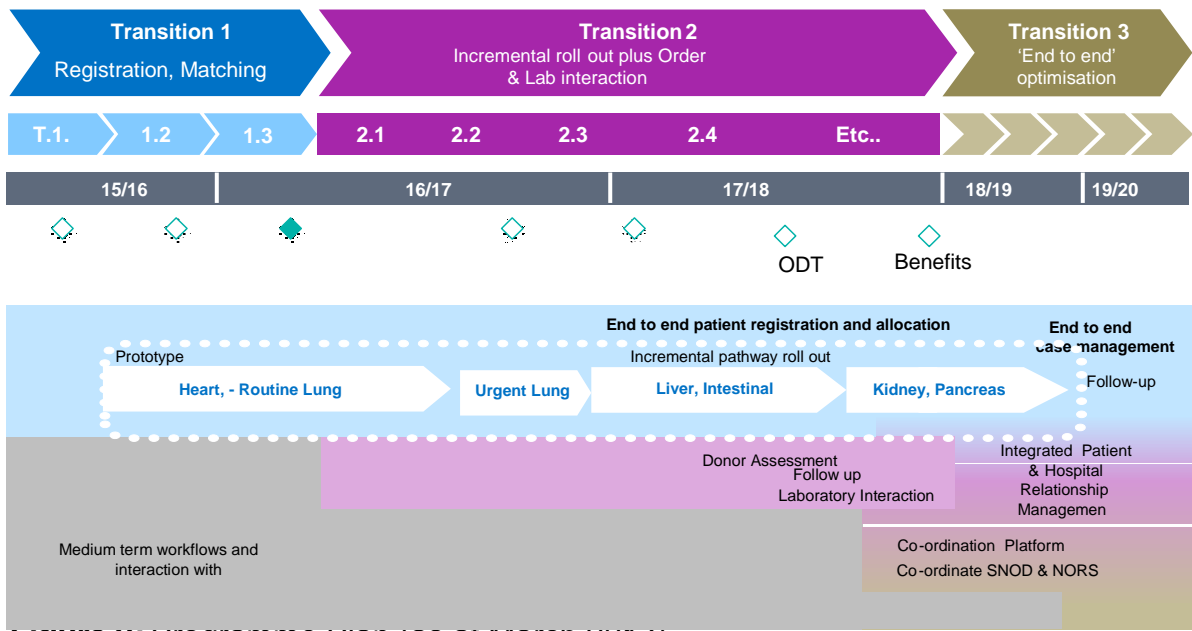 Transition 1
Registration, Matching
Transition 2
Incremental roll out plus Order
& Lab interaction
Transition 3
‘End to end’
optimisation
T.1.
1.2
1.3
2.1
2.2
2.3
2.4
Etc..
15/16
16/17
17/18
18/19
19/20
ODT
Benefits
End to end patient registration and allocation
End to end
case management
Prototype
Incremental pathway roll out
Heart, - Routine Lung
Urgent Lung
Liver, Intestinal
Kidney, Pancreas
Follow-up
Donor Assessment
Follow up
Laboratory Interaction
Integrated Patient
& Hospital
Relationship
Managemen
Medium term workflows and
interaction with
Co-ordination Platform
Co-ordinate SNOD & NORS